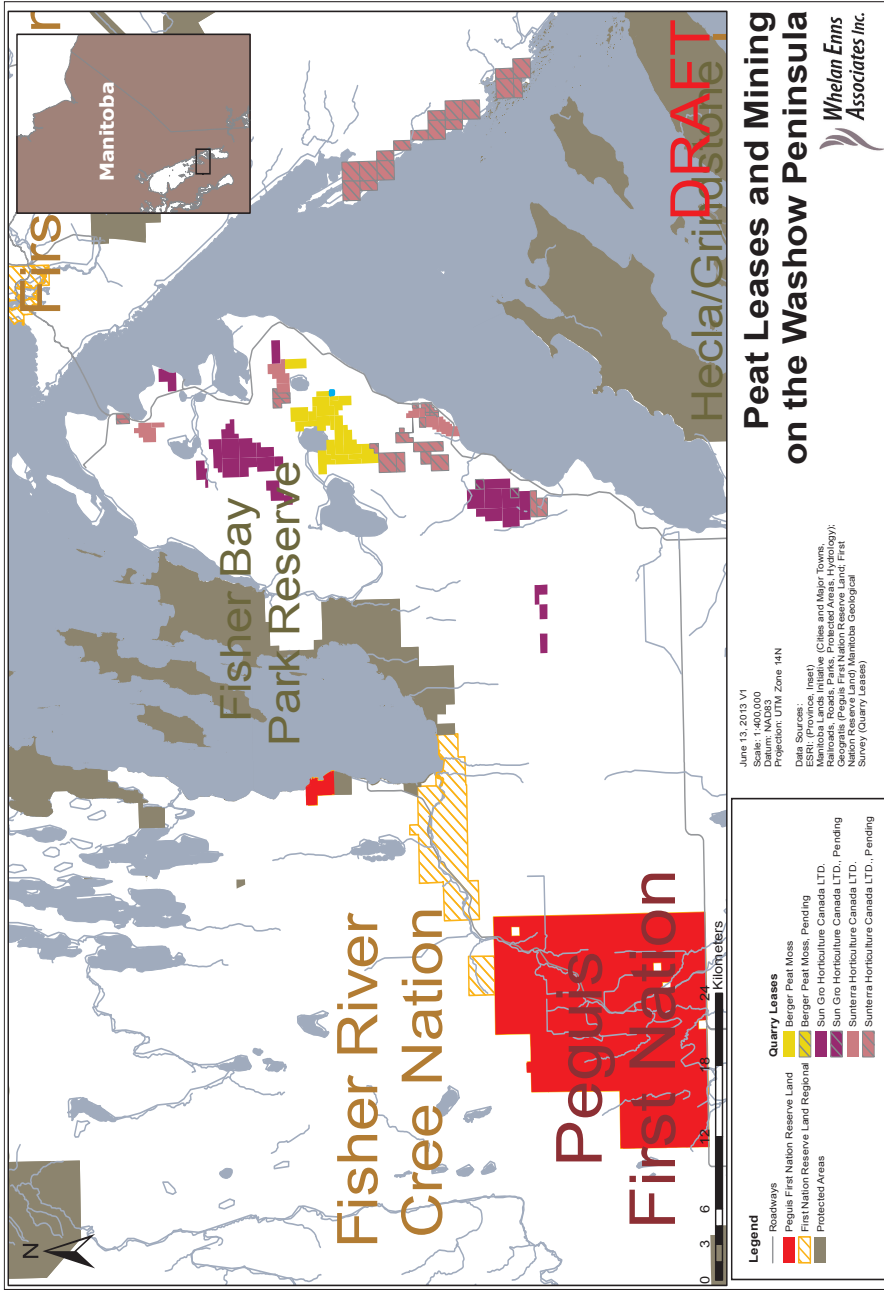 Manitoba
Firs
r
Fisher Bay
Park Reserve
Fisher River
Cree Nation
Peguis
First Nation
Hecla/Grindstone
DRAFT
N
0 3 6 12 18 24
Kilometers
Legend
Roadways
Peguis First Nation Reserve Land
First Nation Reserve Land Regional
Protected Areas
Quarry Leases
Berger Peat Moss
Berger Peat Moss, Pending
Sun Gro Horticulture Canada LTD.
Sun Gro Horticulture Canada LTD., Pending
Sunterra Horticulture Canada LTD.
Sunterra Horticulture Canada LTD., Pending
June 13, 2013 V1
Scale: 1:400,000
Datum: NAD83
Projection: UTM Zone 14N
Data Sources:
ESRI: (Province, Inset)
Manitoba Lands Initiative (Cities and Major Towns,
Railroads, Roads, Parks, Protected Areas, Hydrology);
Geogratis (Peguis First Nation Reserve Land; First
Nation Reserve Land) Manitoba Geological
Survey (Quarry Leases)
Peat Leases and Mining
on the Washow Peninsula
Whelan Enns
Associates Inc.